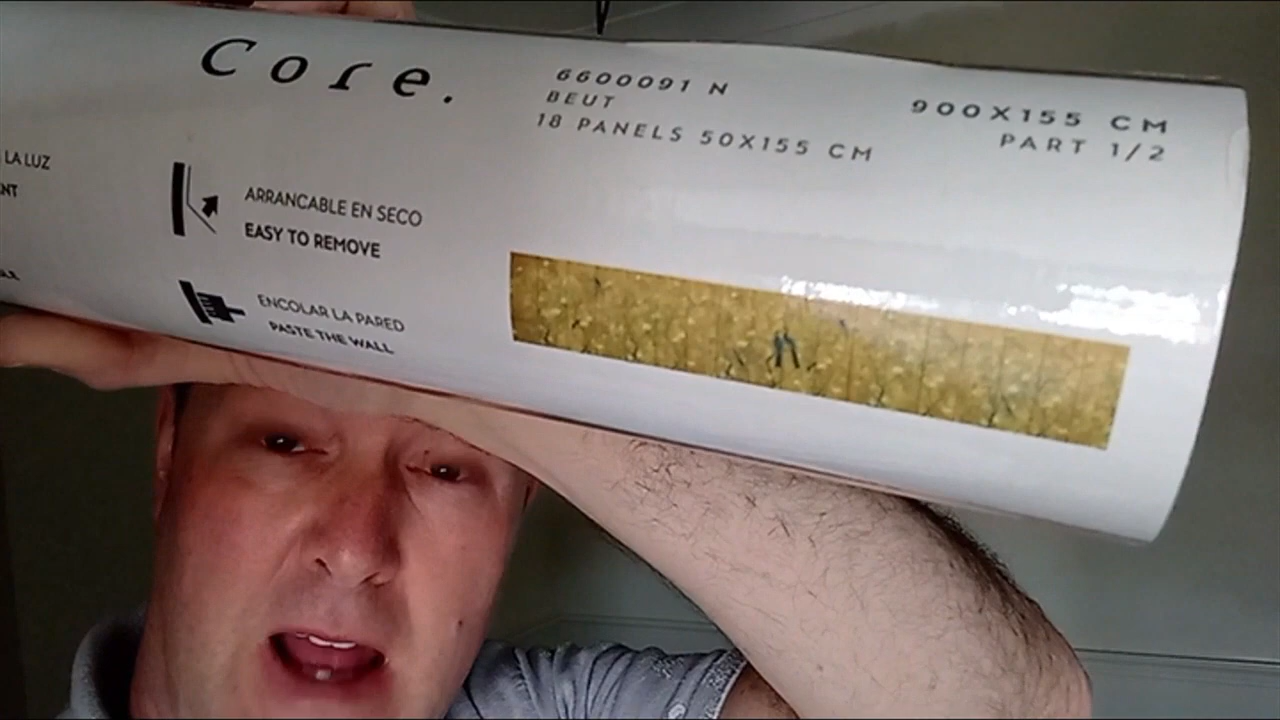 Core.
6600091 N
BEUT
18 PANELS 50X155 CM
900X155 CM
PART 1/2
LA LUZ
NT
ARRANCABLE EN SECO
EASY TO REMOVE
ENCOLAR LA PARED
PASTE THE WALL